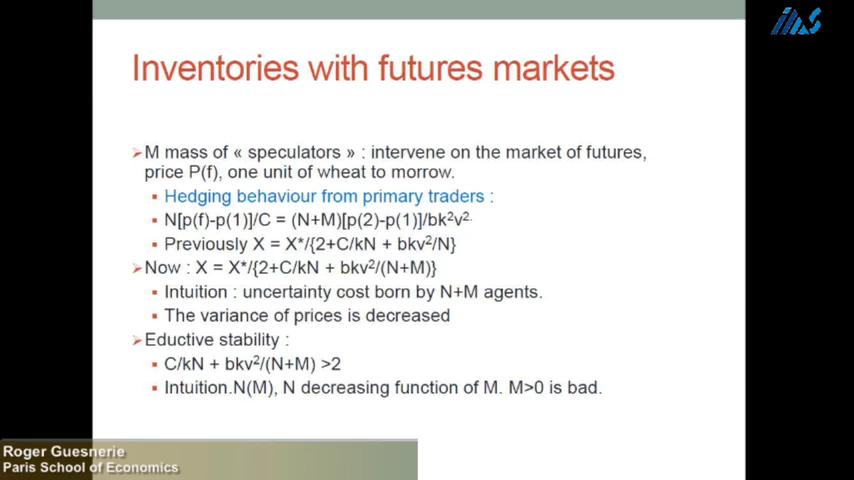 Inventories with futures markets
M mass of « speculators » : intervene on the market of futures,
price P(f), one unit of wheat to morrow.
Hedging behaviour from primary traders :
N[p(f)-p(1)]/C = (N+M)[p(2)-p(1)]/bk²v².
Previously X = X*/{2+C/kN + bkv²/N}
Now : X = X*/{2+C/kN + bkv²/(N+M)}
Intuition : uncertainty cost born by N+M agents.
The variance of prices is decreased
Eductive stability :
C/kN + bkv²/(N+M) >2
Intuition.N(M), N decreasing function of M. M>0 is bad.
Roger Guesnerie
Paris School of Economics